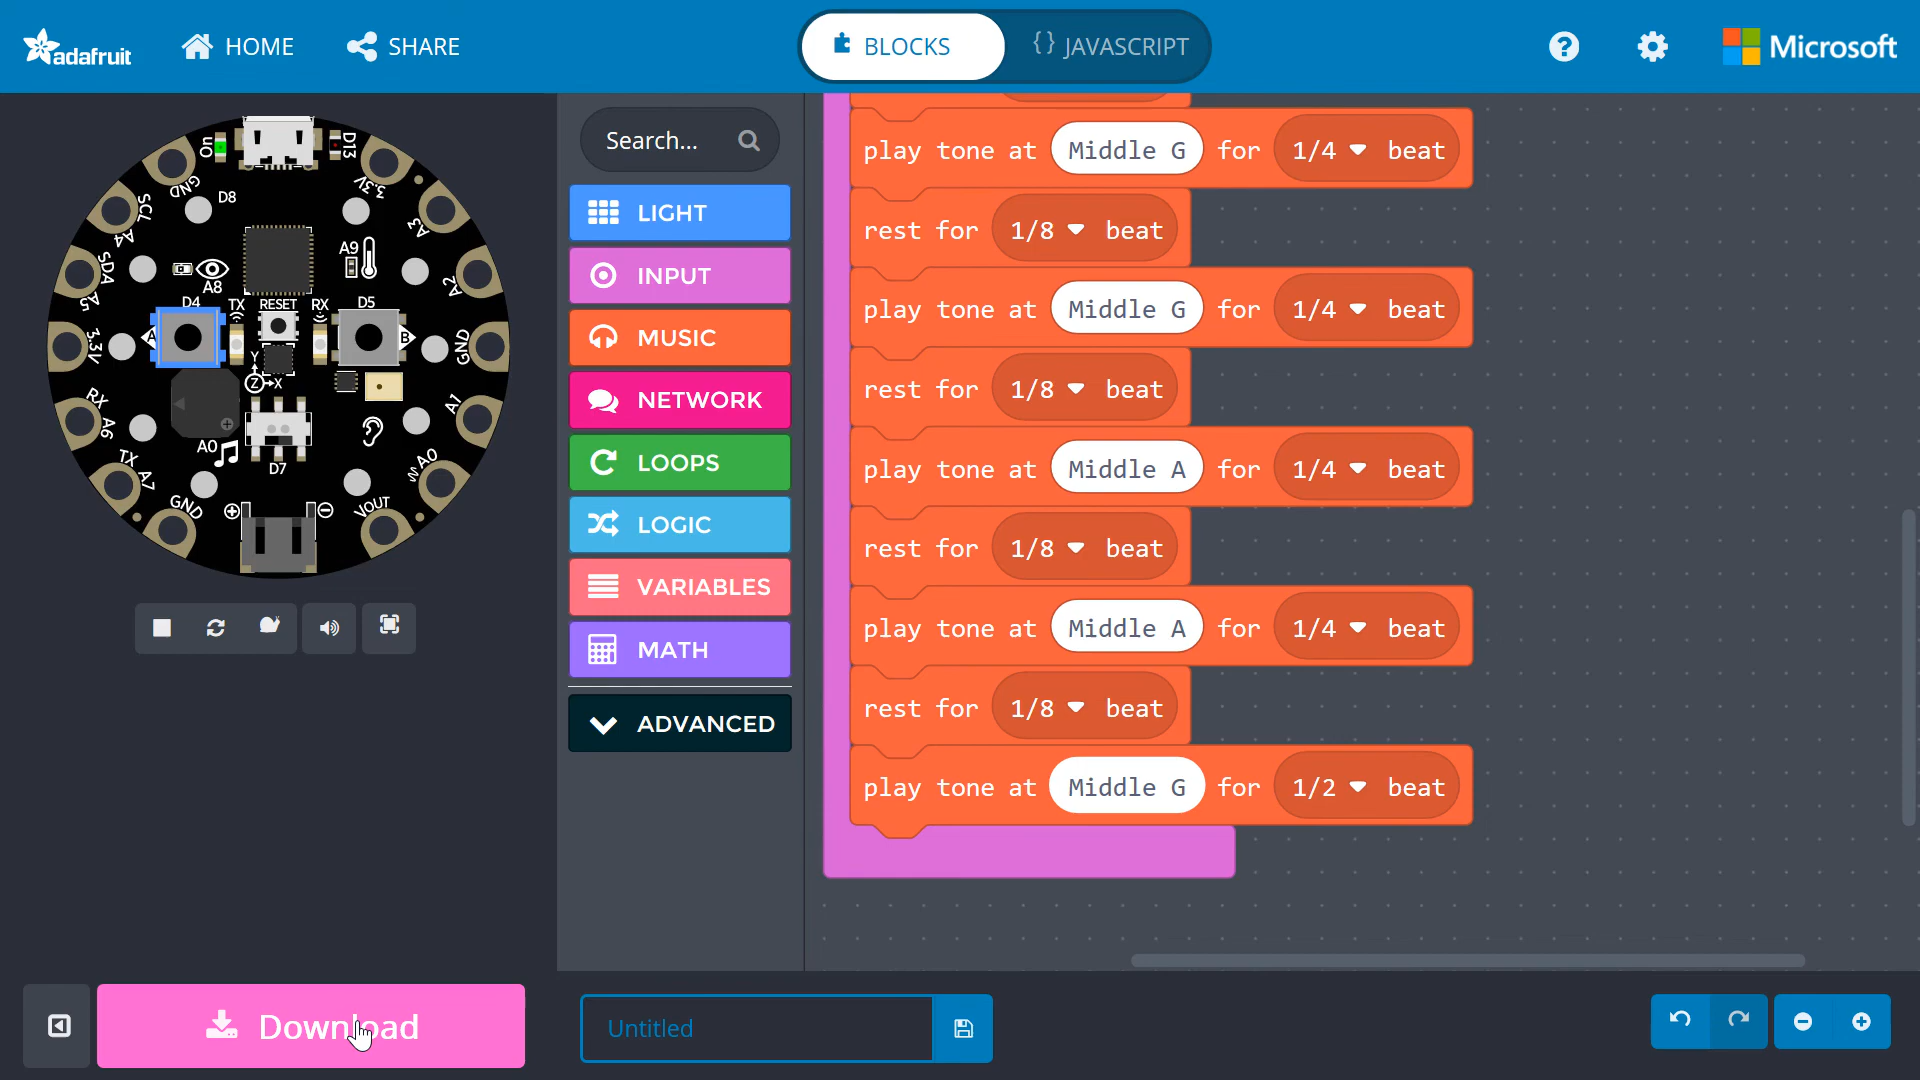 adafruit
HOME
SHARE
BLOCKS
{ } JAVASCRIPT
Microsoft
On
D13
GND
D8
3.3V
SCL
A4
A3
SDA
A5
A9
A8
A2
D4
TX
RESET
RX
D5
A
B
3.3V
GND
Y
Z
X
RX
A6
A1
A0
D7
TX
A7
A0
GND
VOUT
Search...
LIGHT
INPUT
MUSIC
NETWORK
LOOPS
LOGIC
VARIABLES
MATH
ADVANCED
play tone at Middle G for 1/4 beat
rest for 1/8 beat
play tone at Middle G for 1/4 beat
rest for 1/8 beat
play tone at Middle A for 1/4 beat
rest for 1/8 beat
play tone at Middle A for 1/4 beat
rest for 1/8 beat
play tone at Middle G for 1/2 beat
Download
Untitled